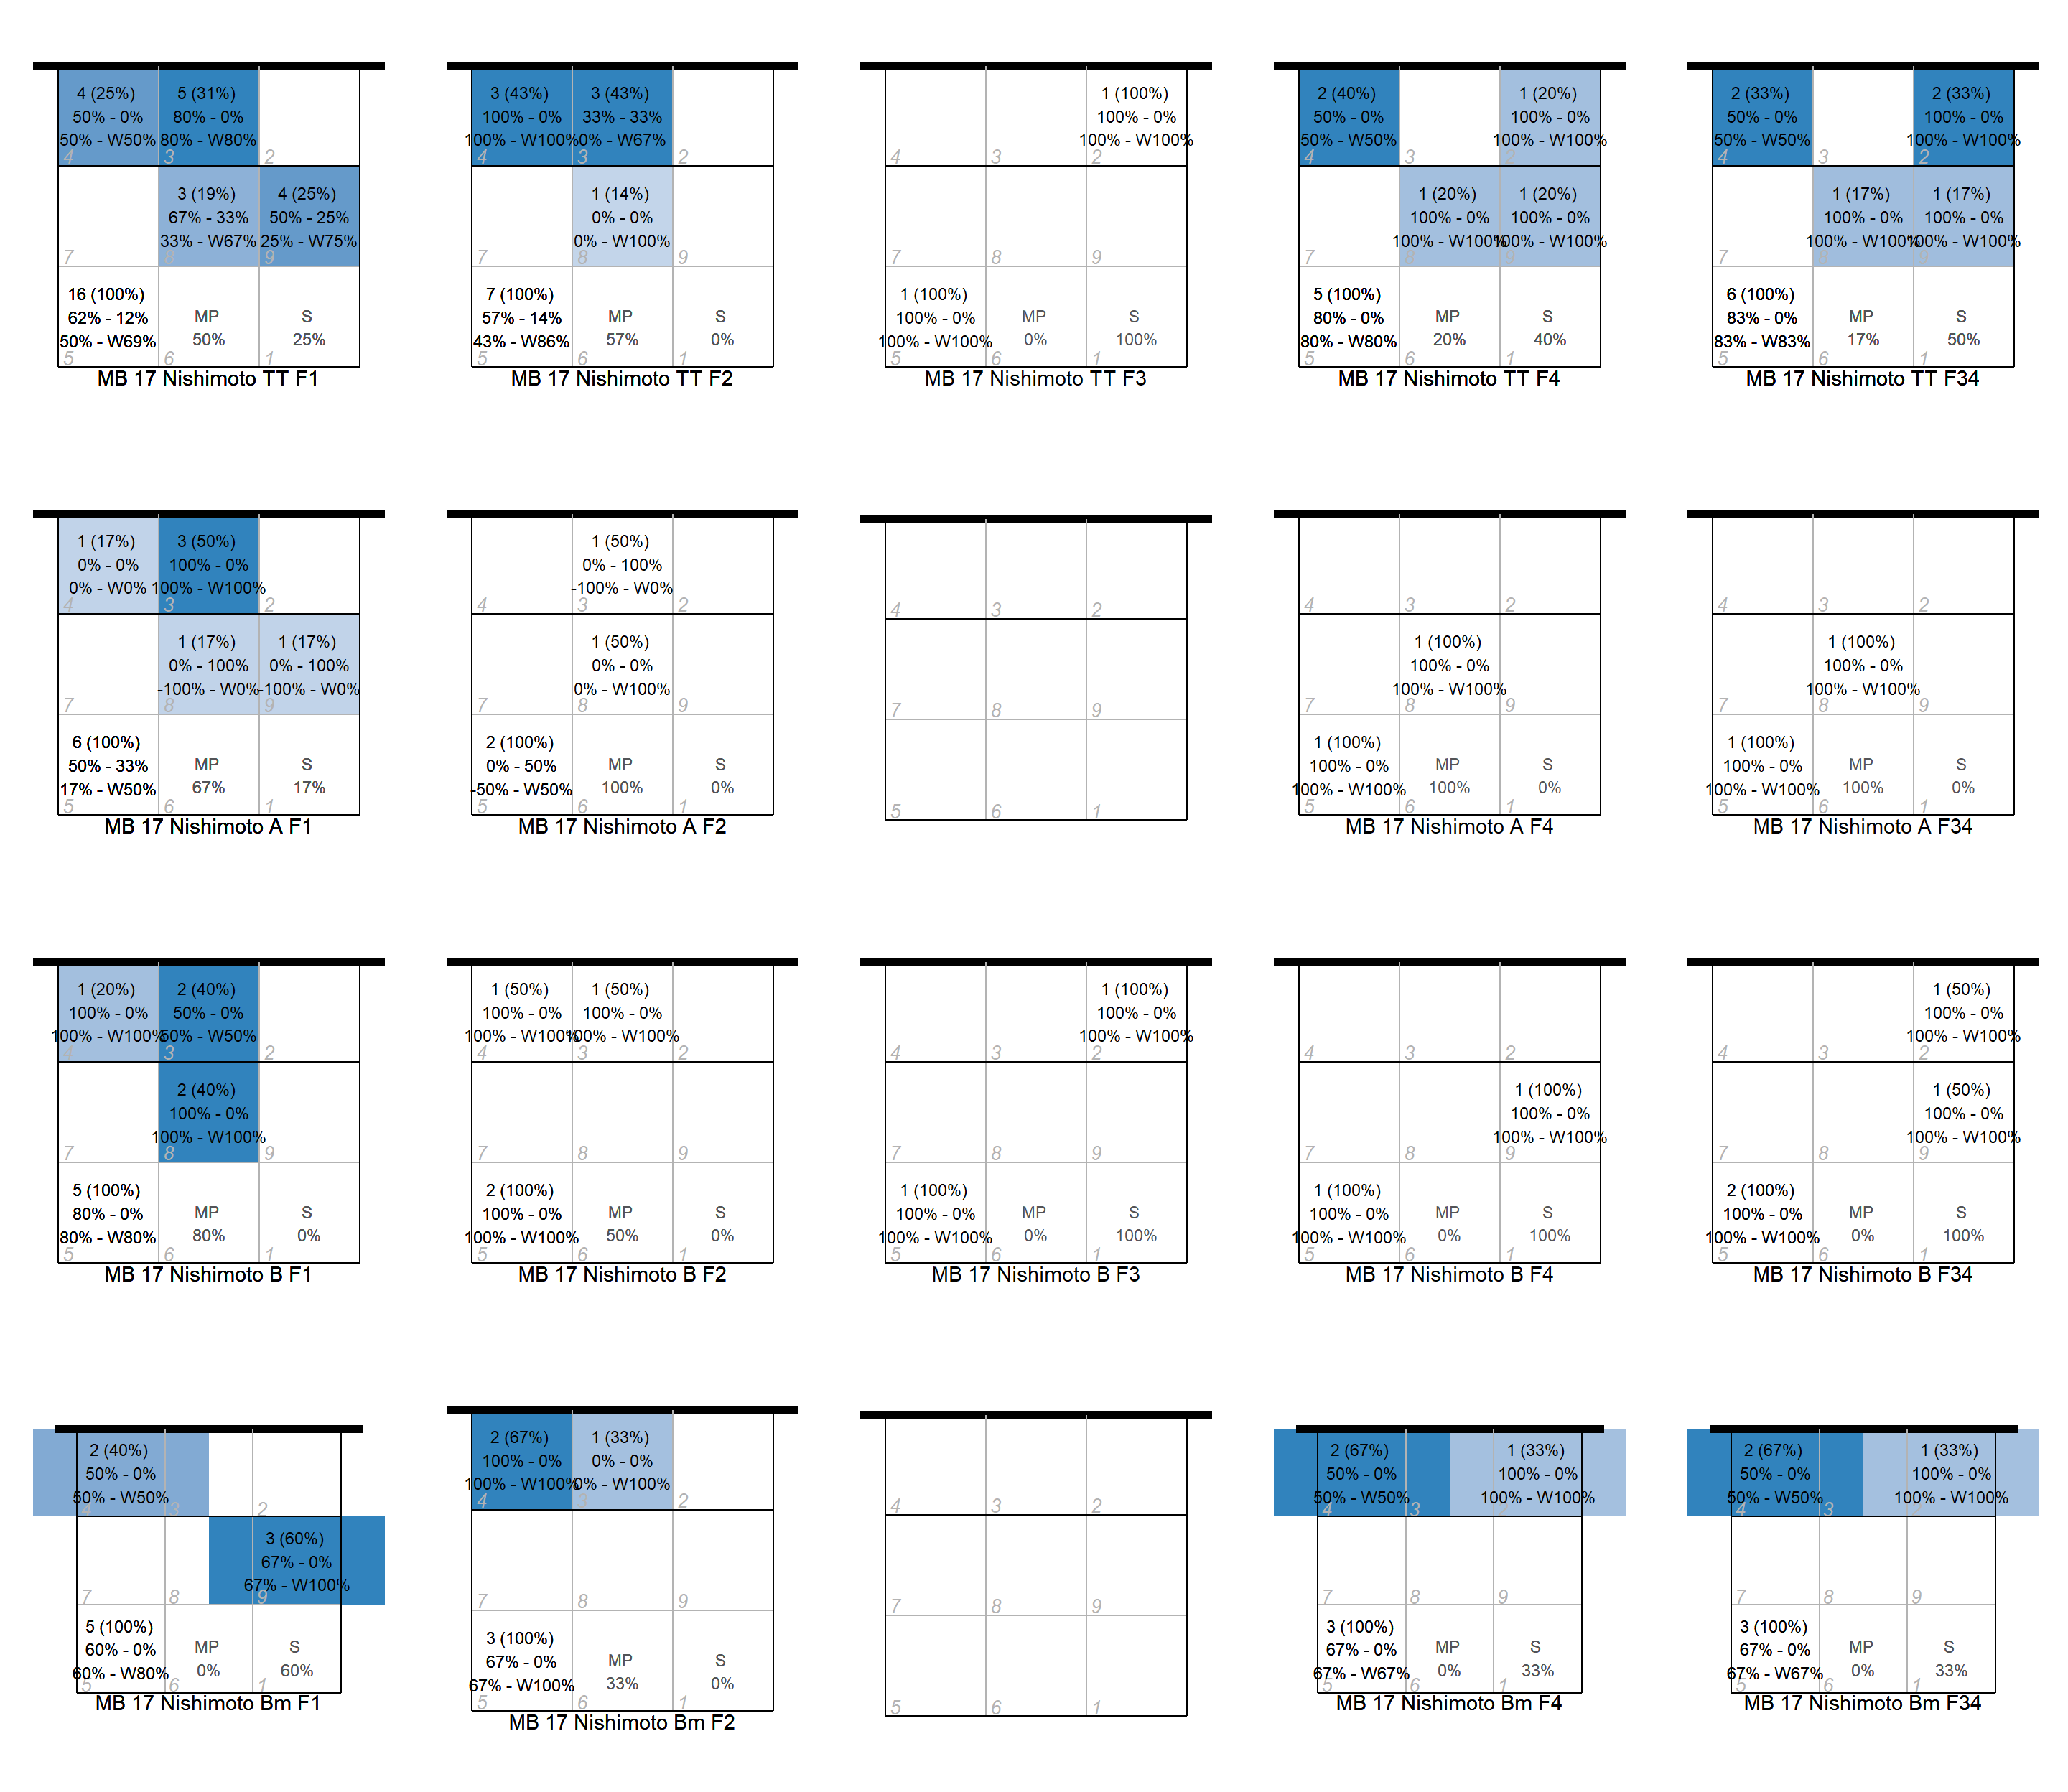 4 (25%)
50% - 0%
50% - W50%
4
5 (31%)
80% - 0%
80% - W80%
3
2
7
3 (19%)
67% - 33%
33% - W67%
8
4 (25%)
50% - 25%
25% - W75%
9
16 (100%)
62% - 12%
50% - W69%
5
MP
50%
6
S
25%
1
MB 17 Nishimoto TT F1
3 (43%)
100% - 0%
100% - W100%
4
3 (43%)
33% - 33%
0% - W67%
3
2
7
1 (14%)
0% - 0%
0% - W100%
8
9
7 (100%)
57% - 14%
43% - W86%
5
MP
57%
6
S
0%
1
MB 17 Nishimoto TT F2
4
3
1 (100%)
100% - 0%
100% - W100%
2
7
8
9
1 (100%)
100% - 0%
100% - W100%
5
MP
0%
6
S
100%
1
MB 17 Nishimoto TT F3
2 (40%)
50% - 0%
50% - W50%
4
3
1 (20%)
100% - 0%
100% - W100%
2
7
1 (20%)
100% - 0%
100% - W100%
8
1 (20%)
100% - 0%
100% - W100%
9
5 (100%)
80% - 0%
80% - W80%
5
MP
20%
6
S
40%
1
MB 17 Nishimoto TT F4
2 (33%)
50% - 0%
50% - W50%
4
3
2 (33%)
100% - 0%
100% - W100%
2
7
1 (17%)
100% - 0%
100% - W100%
8
1 (17%)
100% - 0%
100% - W100%
9
6 (100%)
83% - 0%
83% - W83%
5
MP
17%
6
S
50%
1
MB 17 Nishimoto TT F34
1 (17%)
0% - 0%
0% - W0%
4
3 (50%)
100% - 0%
100% - W100%
3
2
7
1 (17%)
0% - 100%
-100% - W0%
8
1 (17%)
0% - 100%
-100% - W0%
9
6 (100%)
50% - 33%
17% - W50%
5
MP
67%
6
S
17%
1
MB 17 Nishimoto A F1
4
1 (50%)
0% - 100%
-100% - W0%
3
2
7
1 (50%)
0% - 0%
0% - W100%
8
9
2 (100%)
0% - 50%
-50% - W50%
5
MP
100%
6
S
0%
1
MB 17 Nishimoto A F2
4
3
2
7
8
9
5
6
1
4
3
2
7
1 (100%)
100% - 0%
100% - W100%
8
9
1 (100%)
100% - 0%
100% - W100%
5
MP
100%
6
S
0%
1
MB 17 Nishimoto A F4
4
3
2
7
1 (100%)
100% - 0%
100% - W100%
8
9
1 (100%)
100% - 0%
100% - W100%
5
MP
100%
6
S
0%
1
MB 17 Nishimoto A F34
1 (20%)
100% - 0%
100% - W100%
4
2 (40%)
50% - 0%
50% - W50%
3
2
7
2 (40%)
100% - 0%
100% - W100%
8
9
5 (100%)
80% - 0%
80% - W80%
5
MP
80%
6
S
0%
1
MB 17 Nishimoto B F1
1 (50%)
100% - 0%
100% - W100%
4
1 (50%)
100% - 0%
100% - W100%
3
2
7
8
9
2 (100%)
100% - 0%
100% - W100%
5
MP
50%
6
S
0%
1
MB 17 Nishimoto B F2
4
3
1 (100%)
100% - 0%
100% - W100%
2
7
8
9
1 (100%)
100% - 0%
100% - W100%
5
MP
0%
6
S
100%
1
MB 17 Nishimoto B F3
4
3
2
7
8
1 (100%)
100% - 0%
100% - W100%
9
1 (100%)
100% - 0%
100% - W100%
5
MP
0%
6
S
100%
1
MB 17 Nishimoto B F4
4
3
1 (50%)
100% - 0%
100% - W100%
2
7
8
1 (50%)
100% - 0%
100% - W100%
9
2 (100%)
100% - 0%
100% - W100%
5
MP
0%
6
S
100%
1
MB 17 Nishimoto B F34
2 (40%)
50% - 0%
50% - W50%
4
3
2
7
8
3 (60%)
67% - 0%
67% - W100%
9
5 (100%)
60% - 0%
60% - W80%
5
MP
0%
6
S
60%
1
MB 17 Nishimoto Bm F1
2 (67%)
100% - 0%
100% - W100%
4
1 (33%)
0% - 0%
0% - W100%
3
2
7
8
9
3 (100%)
67% - 0%
67% - W100%
5
MP
33%
6
S
0%
1
MB 17 Nishimoto Bm F2
4
3
2
7
8
9
5
6
1
2 (67%)
50% - 0%
50% - W50%
4
3
1 (33%)
100% - 0%
100% - W100%
2
7
8
9
3 (100%)
67% - 0%
67% - W67%
5
MP
0%
6
S
33%
1
MB 17 Nishimoto Bm F4
2 (67%)
50% - 0%
50% - W50%
4
3
1 (33%)
100% - 0%
100% - W100%
2
7
8
9
3 (100%)
67% - 0%
67% - W67%
5
MP
0%
6
S
33%
1
MB 17 Nishimoto Bm F34